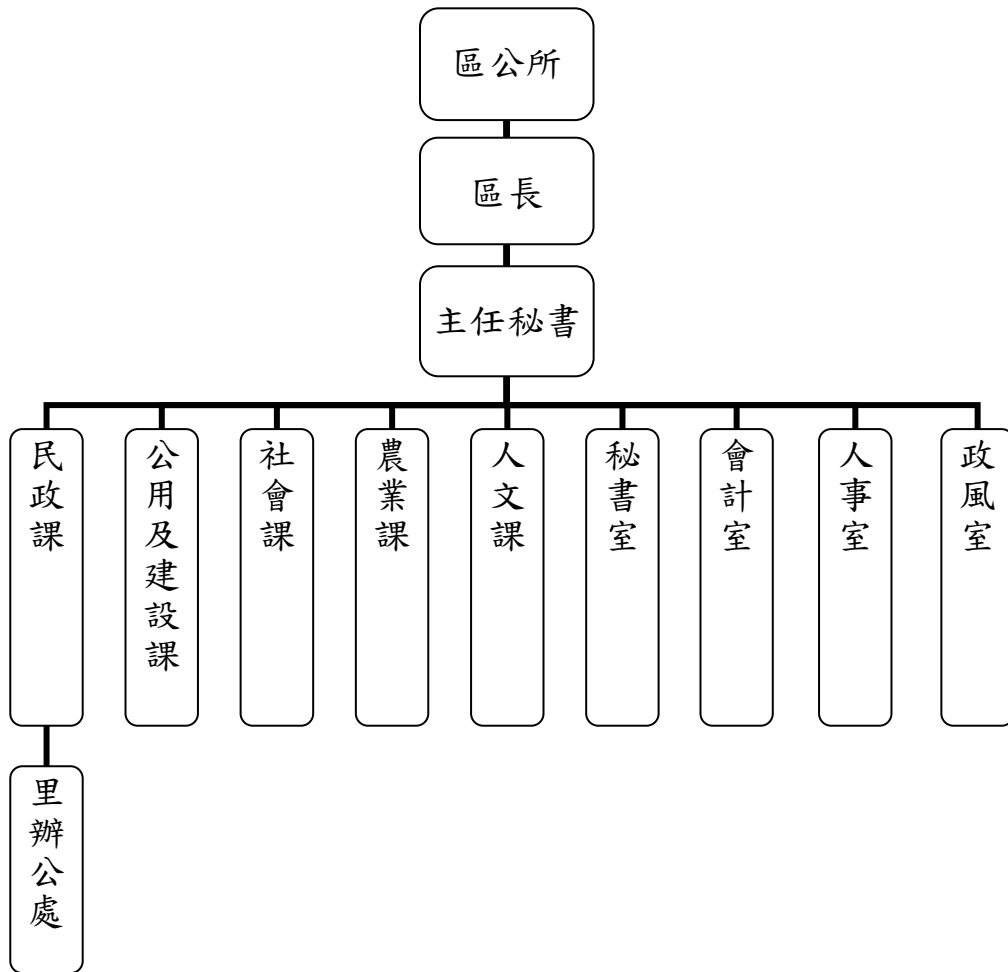 區公所
區長
主任秘書
民政課
公用及建設課
社會課
農業課
人文課
秘書室
會計室
人事室
政風室
里辦公處